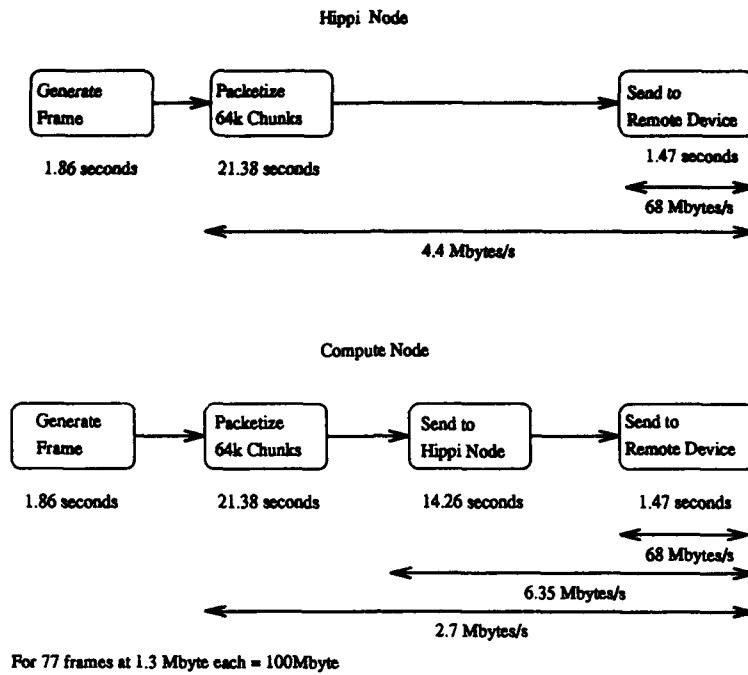 Hippi Node
Generate
Frame
Packetize
64k Chunks
Send to
Remote Device
1.86 seconds
21.38 seconds
1.47 seconds
68 Mbytes/s
4.4 Mbytes/s
Compute Node
Generate
Frame
Packetize
64k Chunks
Send to
Hippi Node
Send to
Remote Device
1.86 seconds
21.38 seconds
14.26 seconds
1.47 seconds
68 Mbytes/s
6.35 Mbytes/s
2.7 Mbytes/s
For 77 frames at 1.3 Mbyte each = 100Mbyte